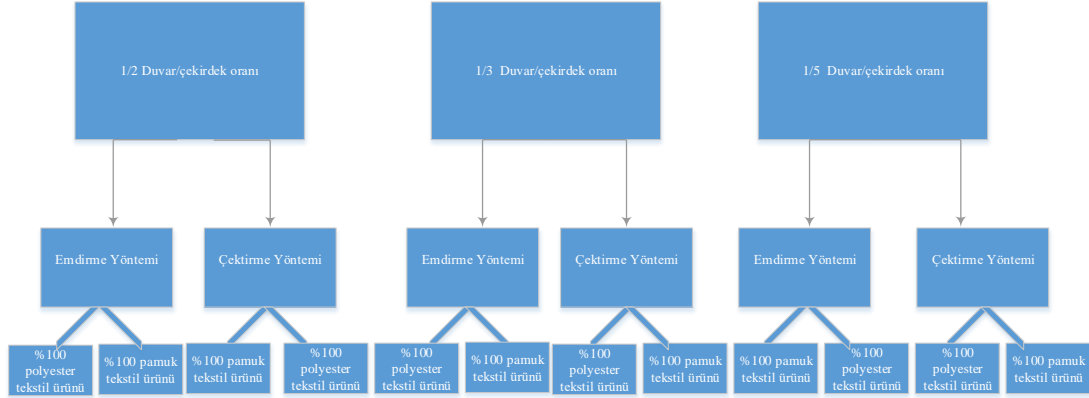 1/2 Duvar/çekirdek oranı
1/3 Duvar/çekirdek oranı
1/5 Duvar/çekirdek oranı
Emdirme Yöntemi
Çektirme Yöntemi
Emdirme Yöntemi
Çektirme Yöntemi
Emdirme Yöntemi
Çektirme Yöntemi
%100
polyester
tekstil ürünü
%100 pamuk
tekstil ürünü
%100 pamuk
tekstil ürünü
%100
polyester
tekstil ürünü
%100
polyester
tekstil ürünü
%100 pamuk
tekstil ürünü
%100
polyester
tekstil ürünü
%100 pamuk
tekstil ürünü
%100 pamuk
tekstil ürünü
%100
polyester
tekstil ürünü
%100
polyester
tekstil ürünü
%100 pamuk
tekstil ürünü